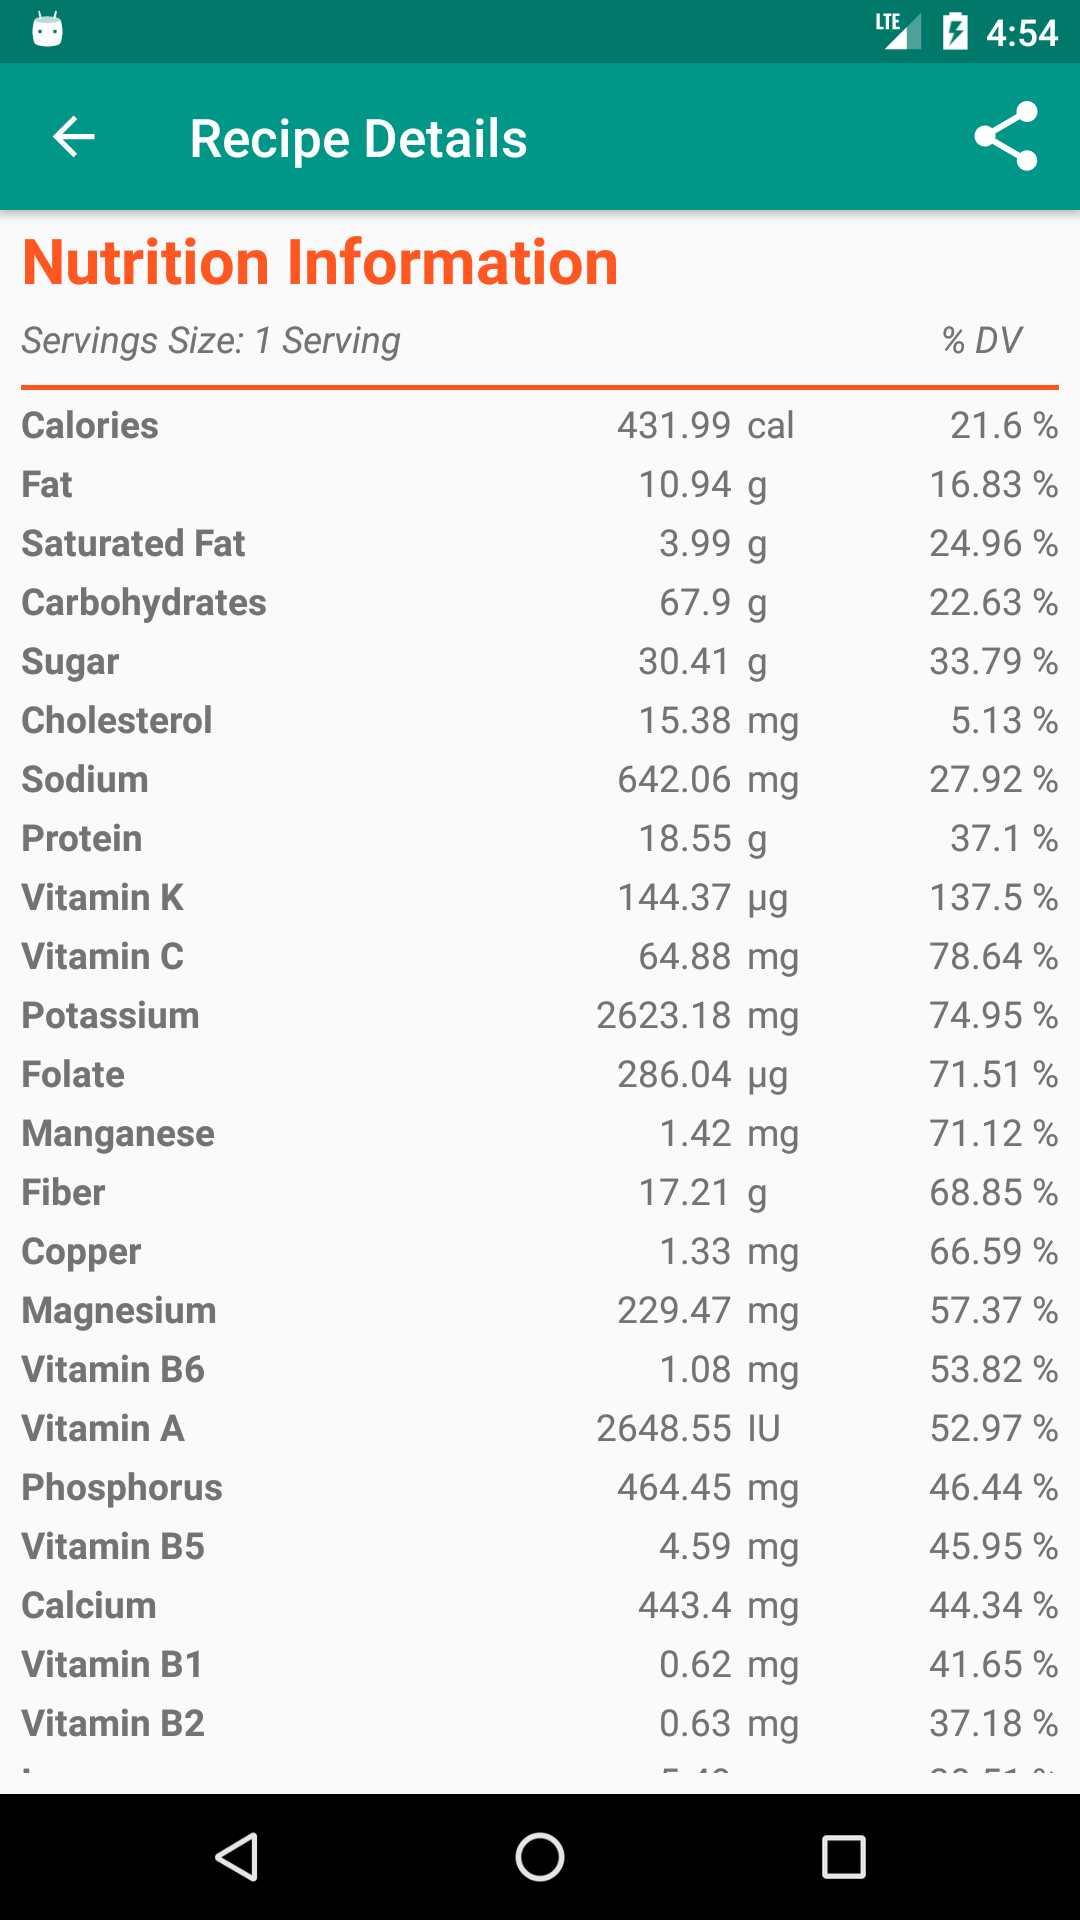 LTE 4:54
Recipe Details
Nutrition Information
Servings Size: 1 Serving % DV
Calories 431.99 cal 21.6 %
Fat 10.94 g 16.83 %
Saturated Fat 3.99 g 24.96 %
Carbohydrates 67.9 g 22.63 %
Sugar 30.41 g 33.79 %
Cholesterol 15.38 mg 5.13 %
Sodium 642.06 mg 27.92 %
Protein 18.55 g 37.1 %
Vitamin K 144.37 µg 137.5 %
Vitamin C 64.88 mg 78.64 %
Potassium 2623.18 mg 74.95 %
Folate 286.04 µg 71.51 %
Manganese 1.42 mg 71.12 %
Fiber 17.21 g 68.85 %
Copper 1.33 mg 66.59 %
Magnesium 229.47 mg 57.37 %
Vitamin B6 1.08 mg 53.82 %
Vitamin A 2648.55 IU 52.97 %
Phosphorus 464.45 mg 46.44 %
Vitamin B5 4.59 mg 45.95 %
Calcium 443.4 mg 44.34 %
Vitamin B1 0.62 mg 41.65 %
Vitamin B2 0.63 mg 37.18 %